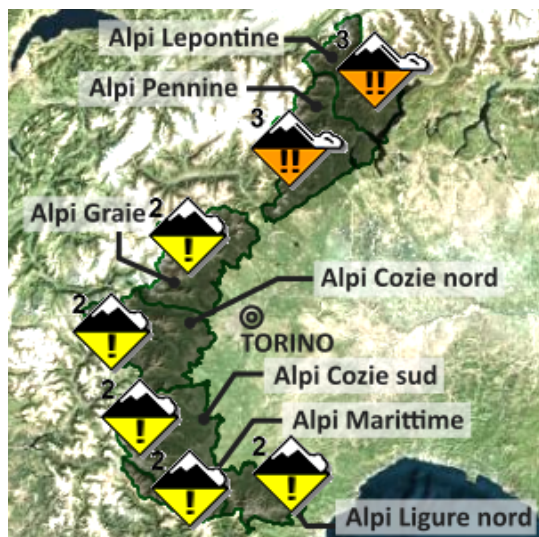 Alpi Lepontine
3
!!
Alpi Pennine
3
!!
Alpi Graie
2
!
Alpi Cozie nord
2
!
TORINO
Alpi Cozie sud
2
!
Alpi Marittime
2
!
2
!
Alpi Ligure nord